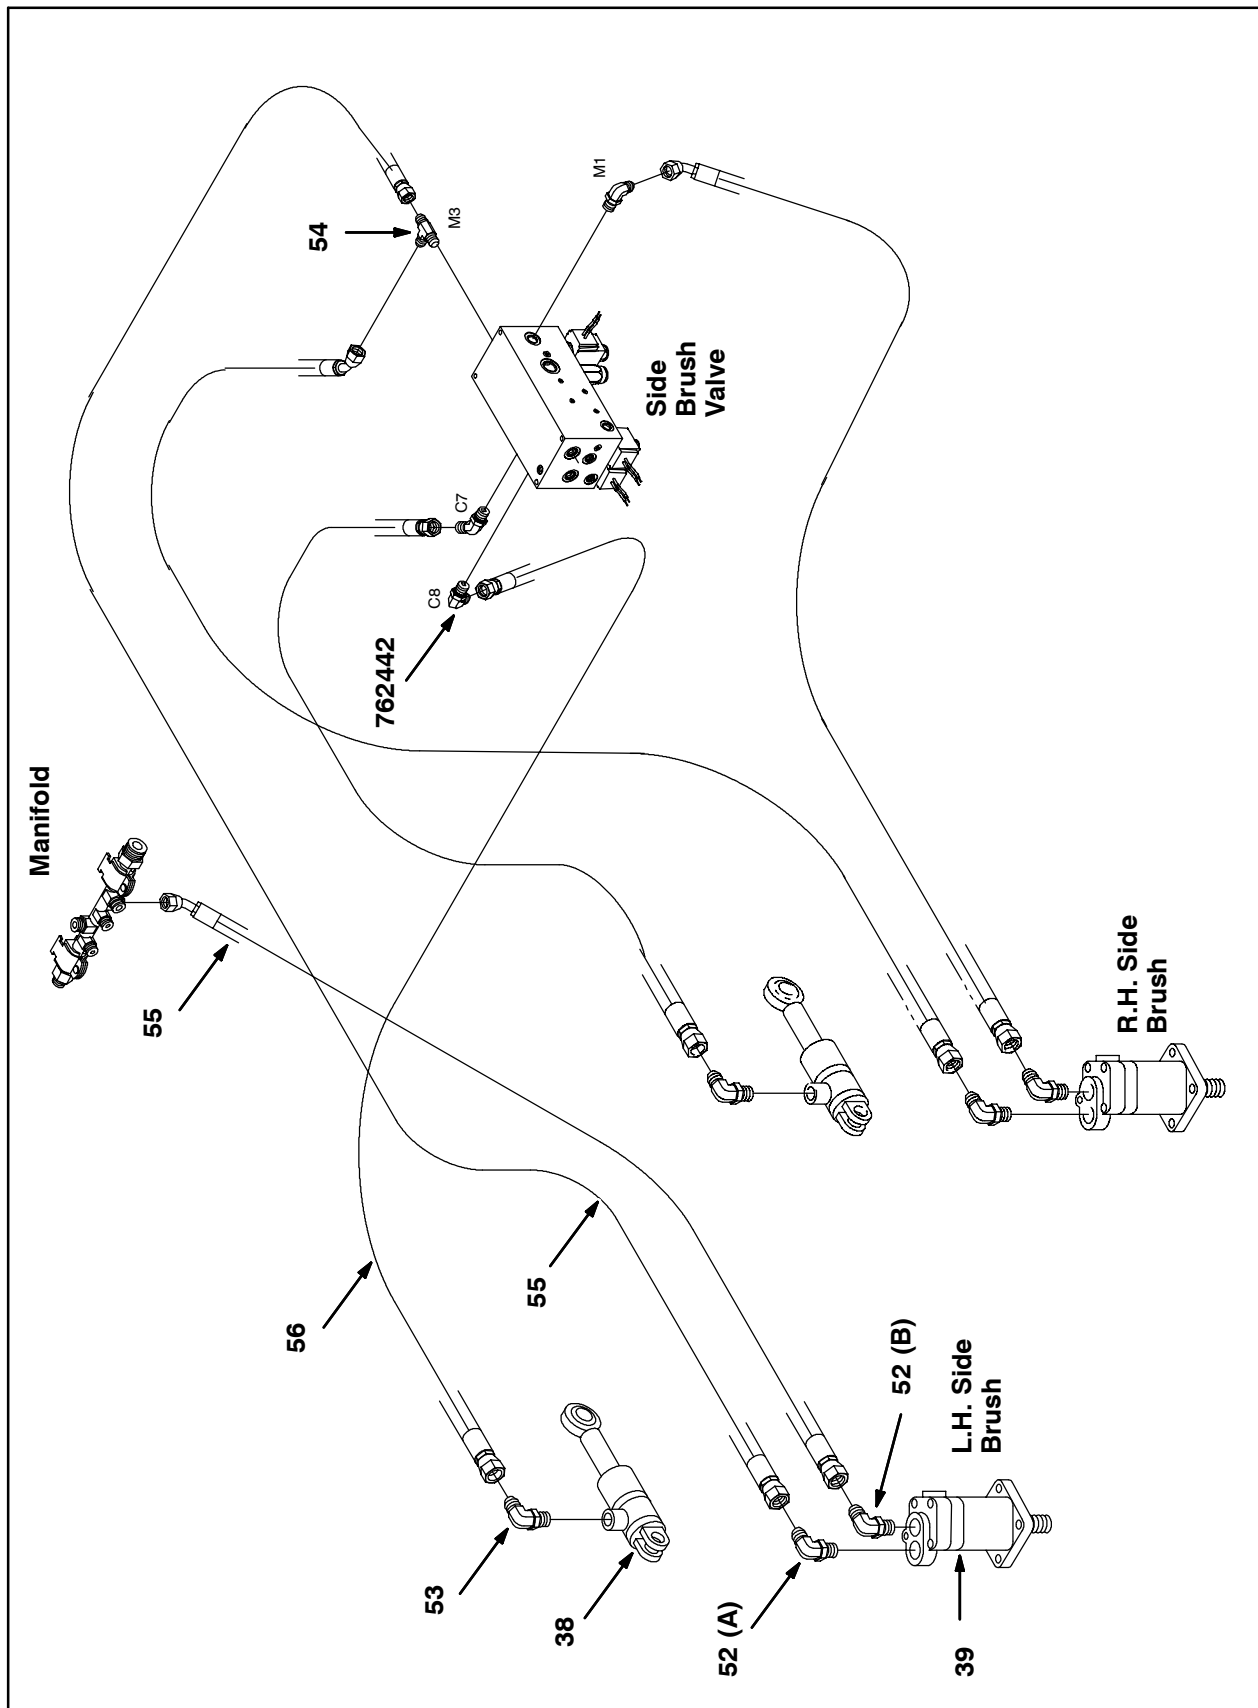 Manifold
55
56
53
38
52 (A)
55
52 (B)
39
L.H. Side
Brush
762442
C8
C7
54
M3
M1
Side
Brush
Valve
R.H. Side
Brush